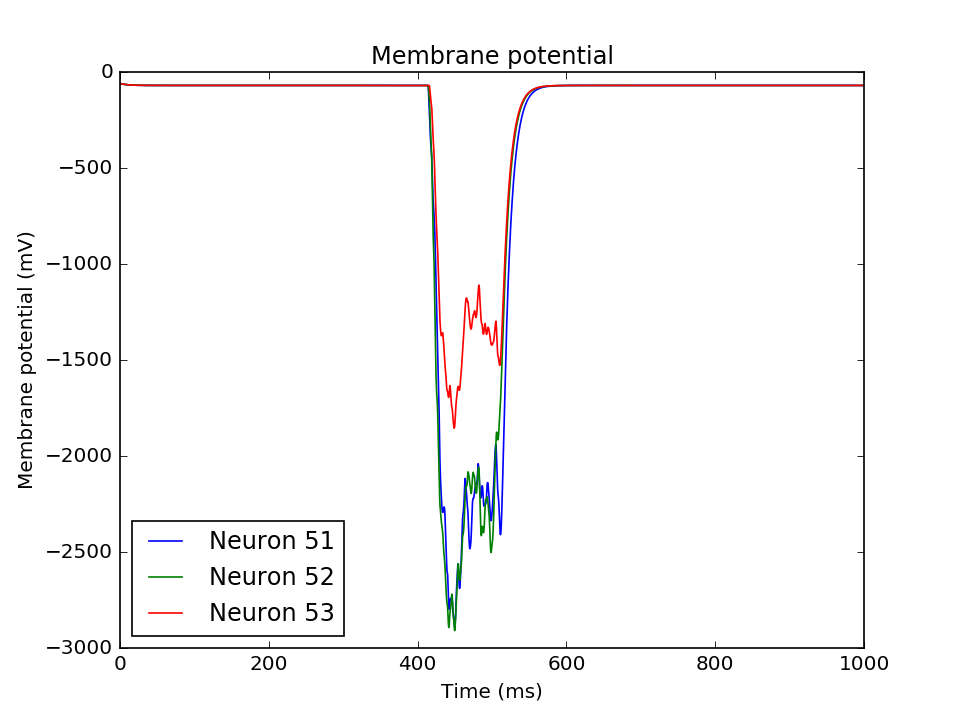 Membrane potential
Membrane potential (mV)
0
−500
−1000
−1500
−2000
−2500
−3000
Neuron 51
Neuron 52
Neuron 53
0 200 400 600 800 1000
Time (ms)